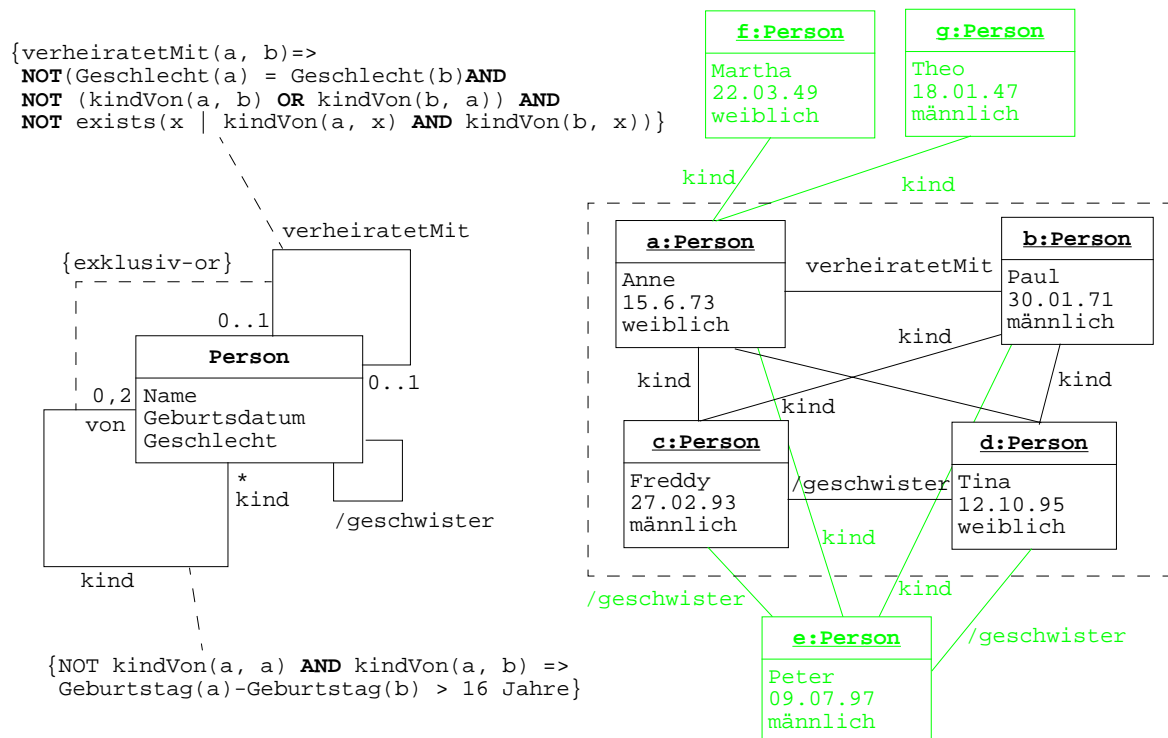 {verheiratetMit(a, b)=>
NOT(Geschlecht(a) = Geschlecht(b)AND
NOT (kindVon(a, b) OR kindVon(b, a)) AND
NOT exists(x | kindVon(a, x) AND kindVon(b, x))}
verheiratetMit
{exklusiv-or}
0..1
Person
0..1
0,2
von
Name
Geburtsdatum
Geschlecht
*
kind
/geschwister
kind
{NOT kindVon(a, a) AND kindVon(a, b) =>
Geburtstag(a)-Geburtstag(b) > 16 Jahre}
f:Person
Martha
22.03.49
weiblich
g:Person
Theo
18.01.47
männlich
kind
kind
a:Person
Anne
15.6.73
weiblich
verheiratetMit
b:Person
Paul
30.01.71
männlich
kind
kind
kind
kind
c:Person
Freddy
27.02.93
männlich
/geschwister
d:Person
Tina
12.10.95
weiblich
kind
kind
/geschwister
/geschwister
e:Person
Peter
09.07.97
männlich